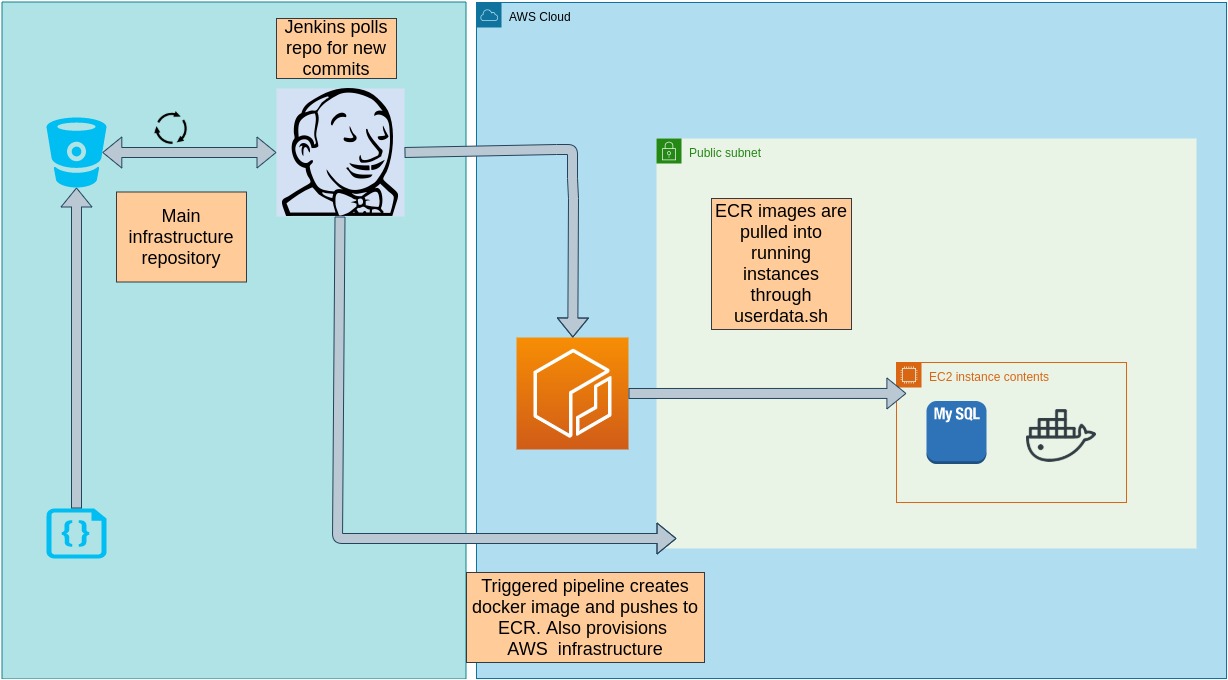 Jenkins polls
repo for new
commits
Main
infrastructure
repository
{ }
AWS Cloud
Public subnet
ECR images are
pulled into
running
instances
through
userdata.sh
EC2 instance contents
My SQL
Triggered pipeline creates
docker image and pushes to
ECR. Also provisions
AWS  infrastructure